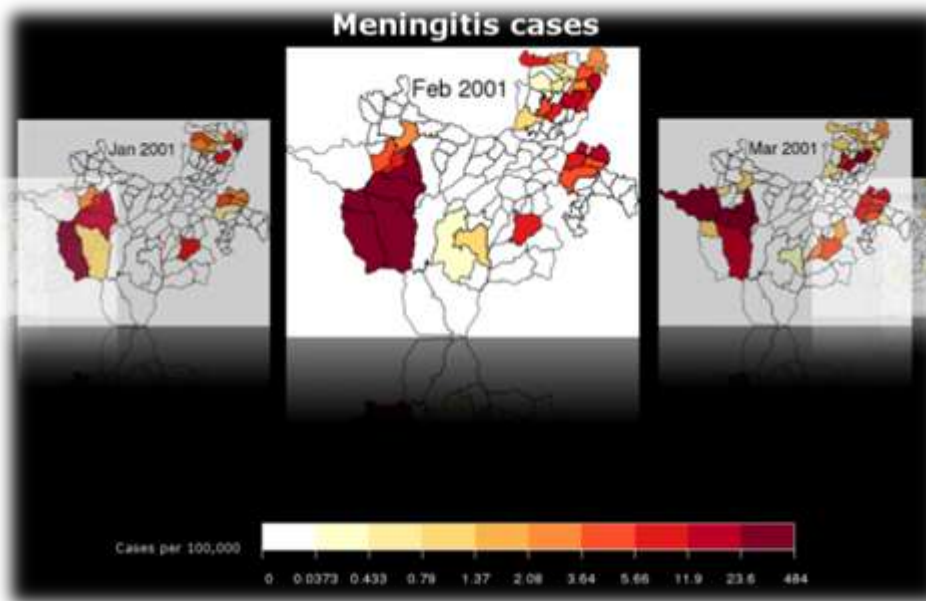 Meningitis cases
Jan 2001
Feb 2001
Mar 2001
Cases per 100,000
0 0.0373 0.433 0.79 1.37 2.08 3.64 5.66 11.9 23.6 484